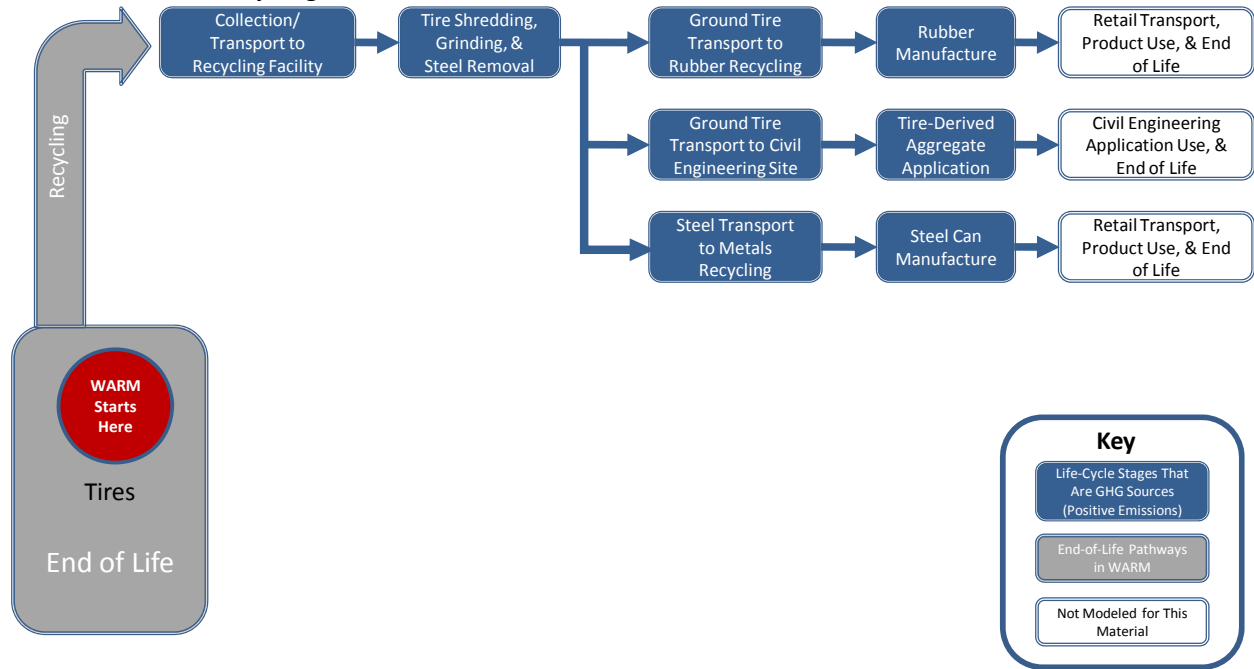 Collection/
Transport to
Recycling Facility
Tire Shredding,
Grinding, &
Steel Removal
Ground Tire
Transport to
Rubber Recycling
Rubber
Manufacture
Retail Transport,
Product Use, & End
of Life
Ground Tire
Transport to Civil
Engineering Site
Tire-Derived
Aggregate
Application
Civil Engineering
Application Use, &
End of Life
Steel Transport
to Metals
Recycling
Steel Can
Manufacture
Retail Transport,
Product Use, & End
of Life
Recycling
WARM
Starts
Here
Tires
End of Life
Key
Life-Cycle Stages That
Are GHG Sources
(Positive Emissions)
End-of-Life Pathways
in WARM
Not Modeled for This
Material